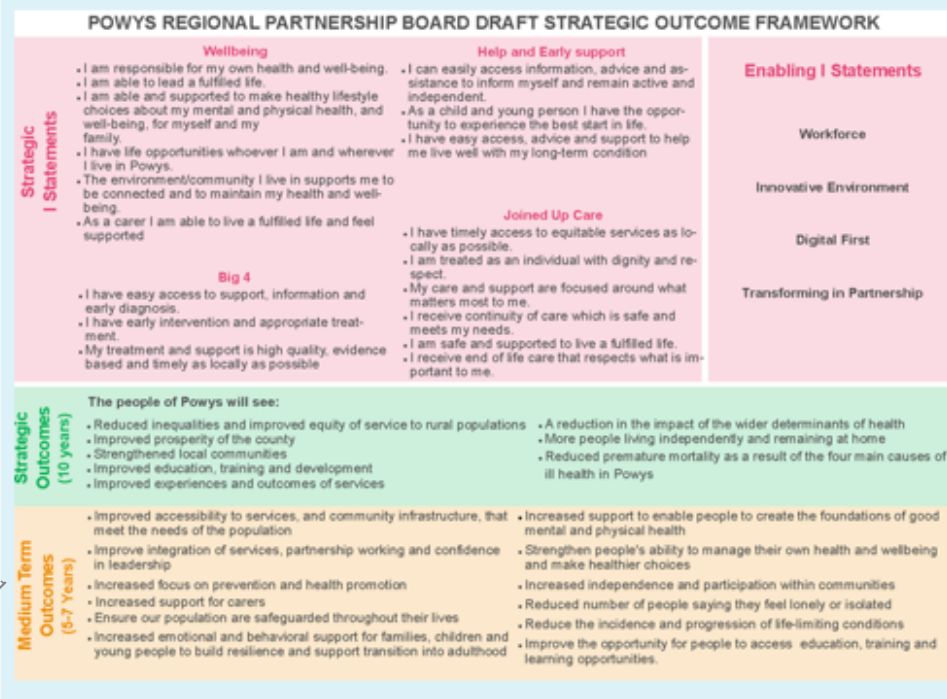 POWYS REGIONAL PARTNERSHIP BOARD DRAFT STRATEGIC OUTCOME FRAMEWORK
Strategic
I Statements
Wellbeing
• I am responsible for my own health and well-being.
• I am able to lead a fulfilled life.
• I am able and supported to make healthy lifestyle
choices about my mental and physical health, and
well-being, for myself and my
family.
• I have life opportunities whoever I am and wherever
I live in Powys.
• The environment/community I live in supports me to
be connected and to maintain my health and well-
being.
• As a carer I am able to live a fulfilled life and feel
supported
Big 4
• I have easy access to support, information and
early diagnosis.
• I have early intervention and appropriate treat-
ment.
• My treatment and support is high quality, evidence
based and timely as locally as possible
Help and Early support
• I can easily access information, advice and as-
sistance to inform myself and remain active and
independent.
• As a child and young person I have the oppor-
tunity to experience the best start in life.
• I have easy access, advice and support to help
me live well with my long-term condition
Joined Up Care
• I have timely access to equitable services as lo-
cally as possible.
• I am treated as an individual with dignity and re-
spect.
• My care and support are focused around what
matters most to me.
• I receive continuity of care which is safe and
meets my needs.
• I am safe and supported to live a fulfilled life.
• I receive end of life care that respects what is im-
portant to me.
Enabling I Statements
Workforce
Innovative Environment
Digital First
Transforming in Partnership
Strategic
Outcomes
(10 years)
The people of Powys will see:
• Reduced inequalities and improved equity of service to rural populations
• Improved prosperity of the county
• Strengthened local communities
• Improved education, training and development
• Improved experiences and outcomes of services
• A reduction in the impact of the wider determinants of health
• More people living independently and remaining at home
• Reduced premature mortality as a result of the four main causes of
ill health in Powys
Medium Term
Outcomes
(5-7 Years)
• Improved accessibility to services, and community infrastructure, that
meet the needs of the population
• Improve integration of services, partnership working and confidence
in leadership
• Increased focus on prevention and health promotion
• Increased support for carers
• Ensure our population are safeguarded throughout their lives
• Increased emotional and behavioral support for families, children and
young people to build resilience and support transition into adulthood
• Increased support to enable people to create the foundations of good
mental and physical health
• Strengthen people's ability to manage their own health and wellbeing
and make healthier choices
• Increased independence and participation within communities
• Reduced number of people saying they feel lonely or isolated
• Reduce the incidence and progression of life-limiting conditions
• Improve the opportunity for people to access education, training and
learning opportunities.